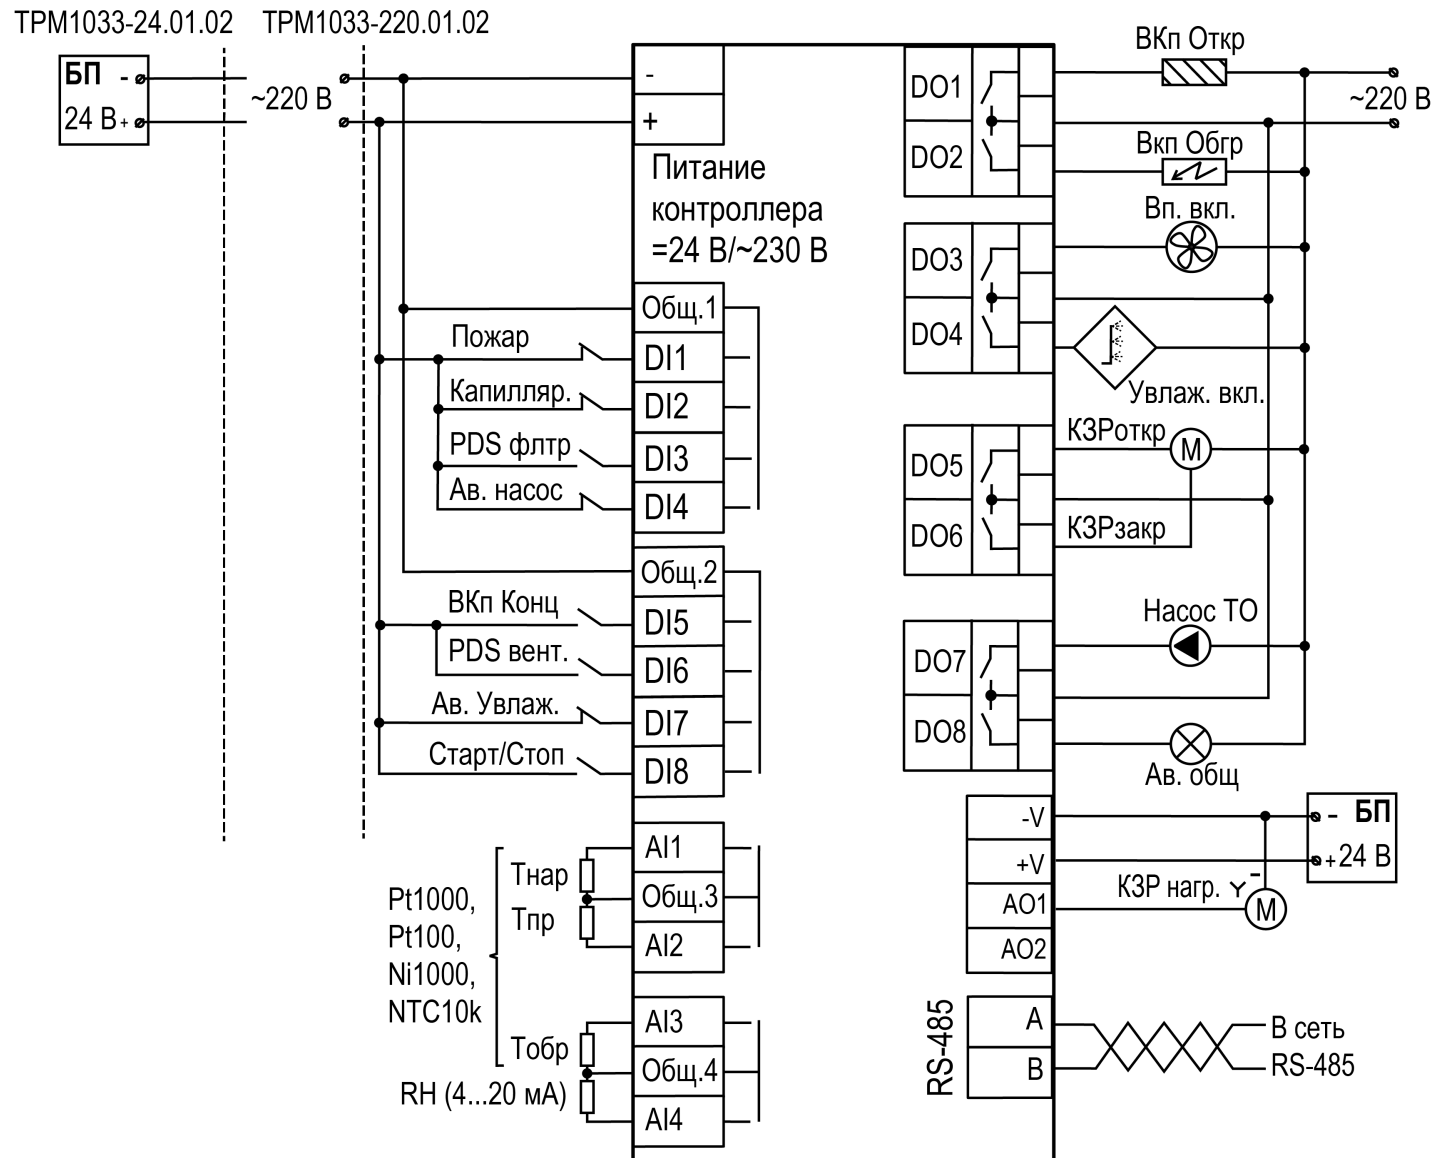 ТРМ1033-24.01.02
ТРМ1033-220.01.02
БП -
24 В +
~220 В
-
+
Питание
контроллера
=24 В/~230 В
Общ.1
Пожар
DI1
Капилляр.
DI2
PDS флтр
DI3
Ав. насос
DI4
Общ.2
ВКп Конц
DI5
PDS вент.
DI6
Ав. Увлаж.
DI7
Старт/Стоп
DI8
AI1
Тнар
Общ.3
Тпр
AI2
Pt1000,
Pt100,
Ni1000,
NTC10k
AI3
Тобр
Общ.4
RH (4...20 мА)
AI4
ВКп Откр
DO1
~220 В
Вкп Обгр
DO2
Вп. вкл.
DO3
DO4
Увлаж. вкл.
КЗРоткр
М
DO5
КЗРзакр
DO6
Насос ТО
DO7
DO8
Ав. общ
-V
- БП
+V
+ 24 В
КЗР нагр. Y -
AO1
М
AO2
RS-485
A
B
В сеть
RS-485